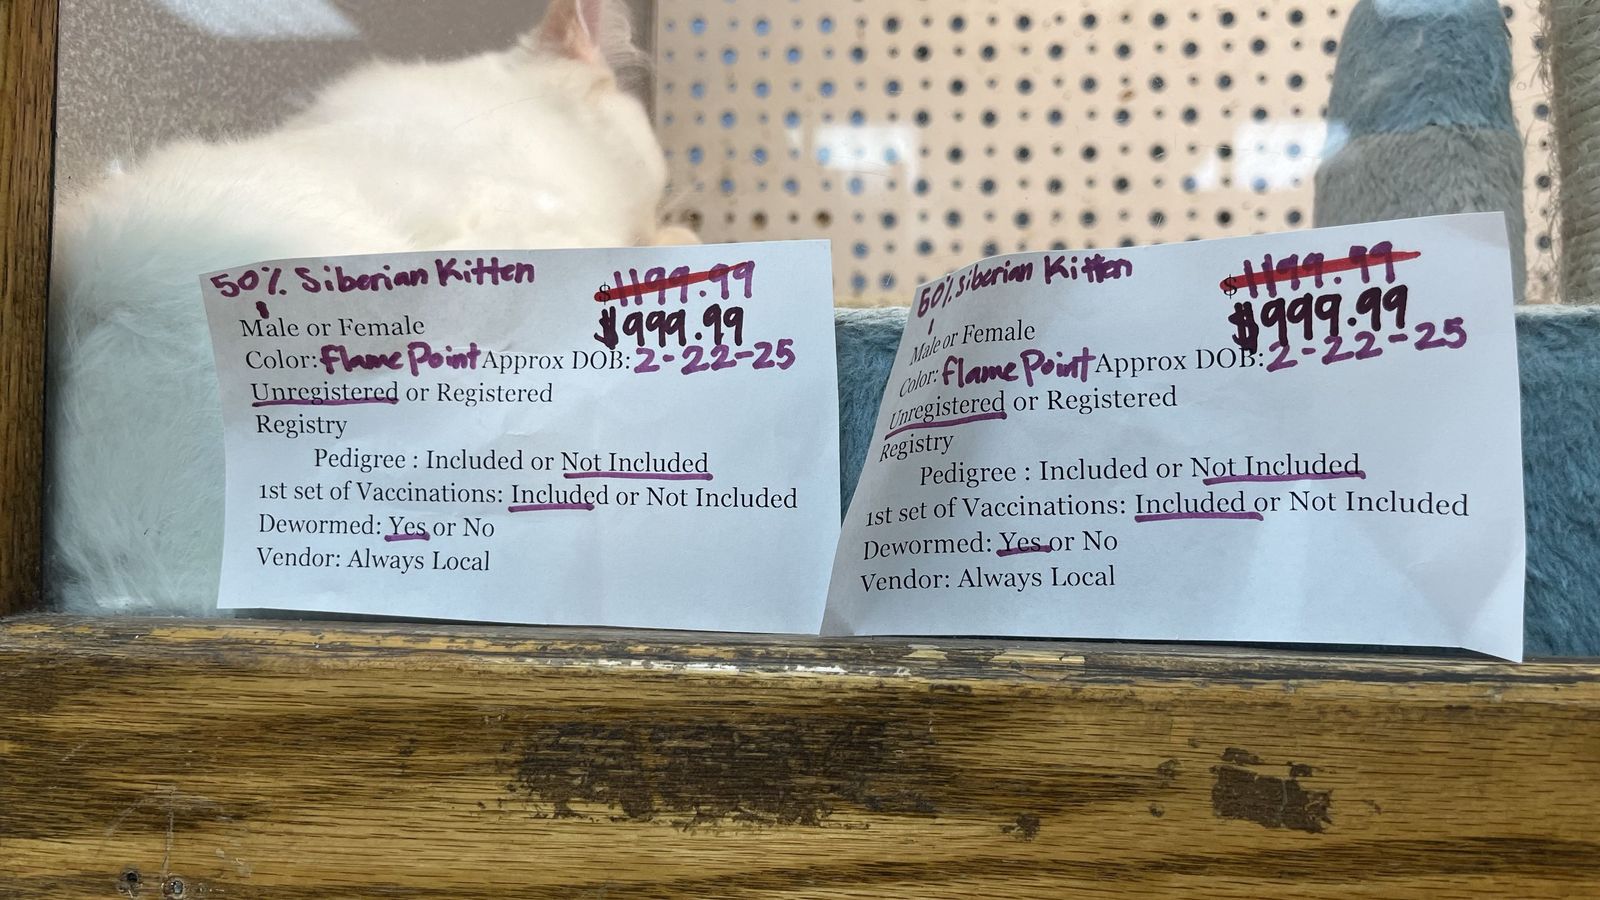 50% Siberian Kitten $1199.99
Male or Female $999.99
Color: Flame Point Approx DOB: 2-22-25
Unregistered or Registered
Registry
Pedigree : Included or Not Included
1st set of Vaccinations: Included or Not Included
Dewormed: Yes or No
Vendor: Always Local
50% Siberian Kitten $1199.99
Male or Female $999.99
Color: Flame Point Approx DOB: 2-22-25
Unregistered or Registered
Registry
Pedigree : Included or Not Included
1st set of Vaccinations: Included or Not Included
Dewormed: Yes or No
Vendor: Always Local